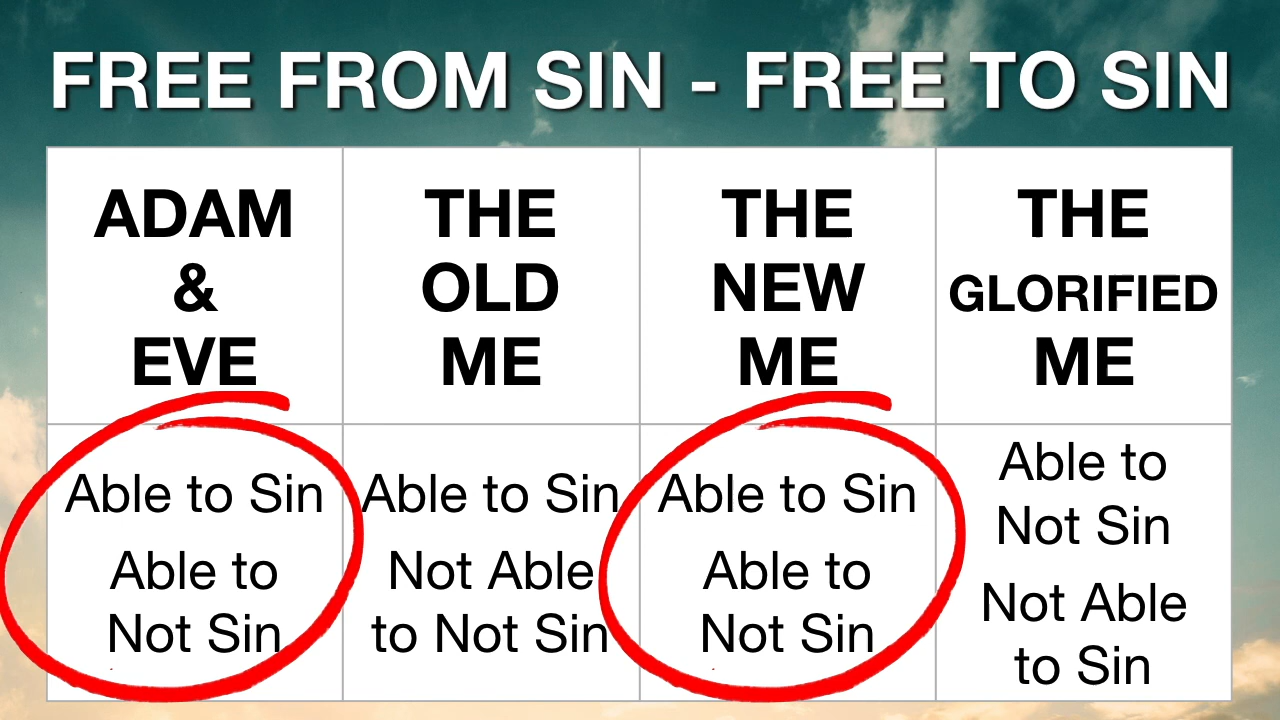 FREE FROM SIN - FREE TO SIN
ADAM
&
EVE
THE
OLD
ME
THE
NEW
ME
THE
GLORIFIED
ME
Able to Sin
Able to
Not Sin
Able to Sin
Not Able
to Not Sin
Able to Sin
Able to
Not Sin
Able to
Not Sin
Not Able
to Sin